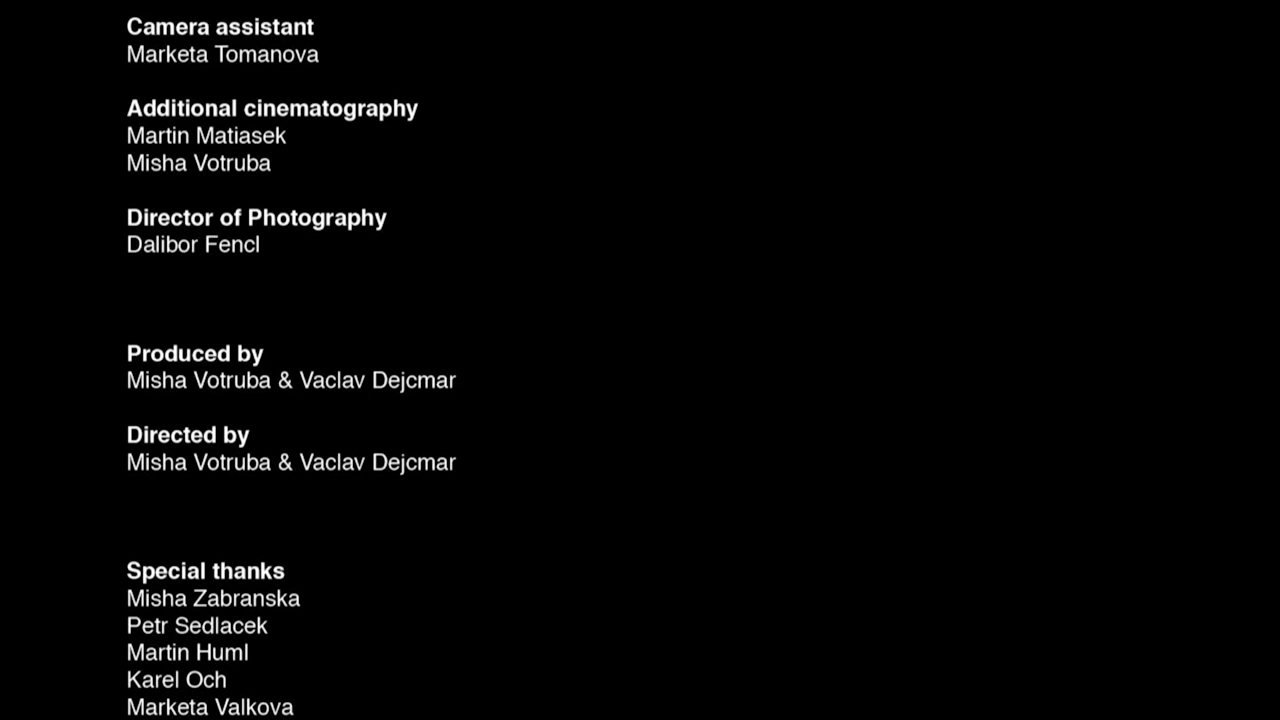 Camera assistant
Marketa Tomanova
Additional cinematography
Martin Matiasek
Misha Votruba
Director of Photography
Dalibor Fencl
Produced by
Misha Votruba & Vaclav Dejcmar
Directed by
Misha Votruba & Vaclav Dejcmar
Special thanks
Misha Zabranska
Petr Sedlacek
Martin Huml
Karel Och
Marketa Valkova